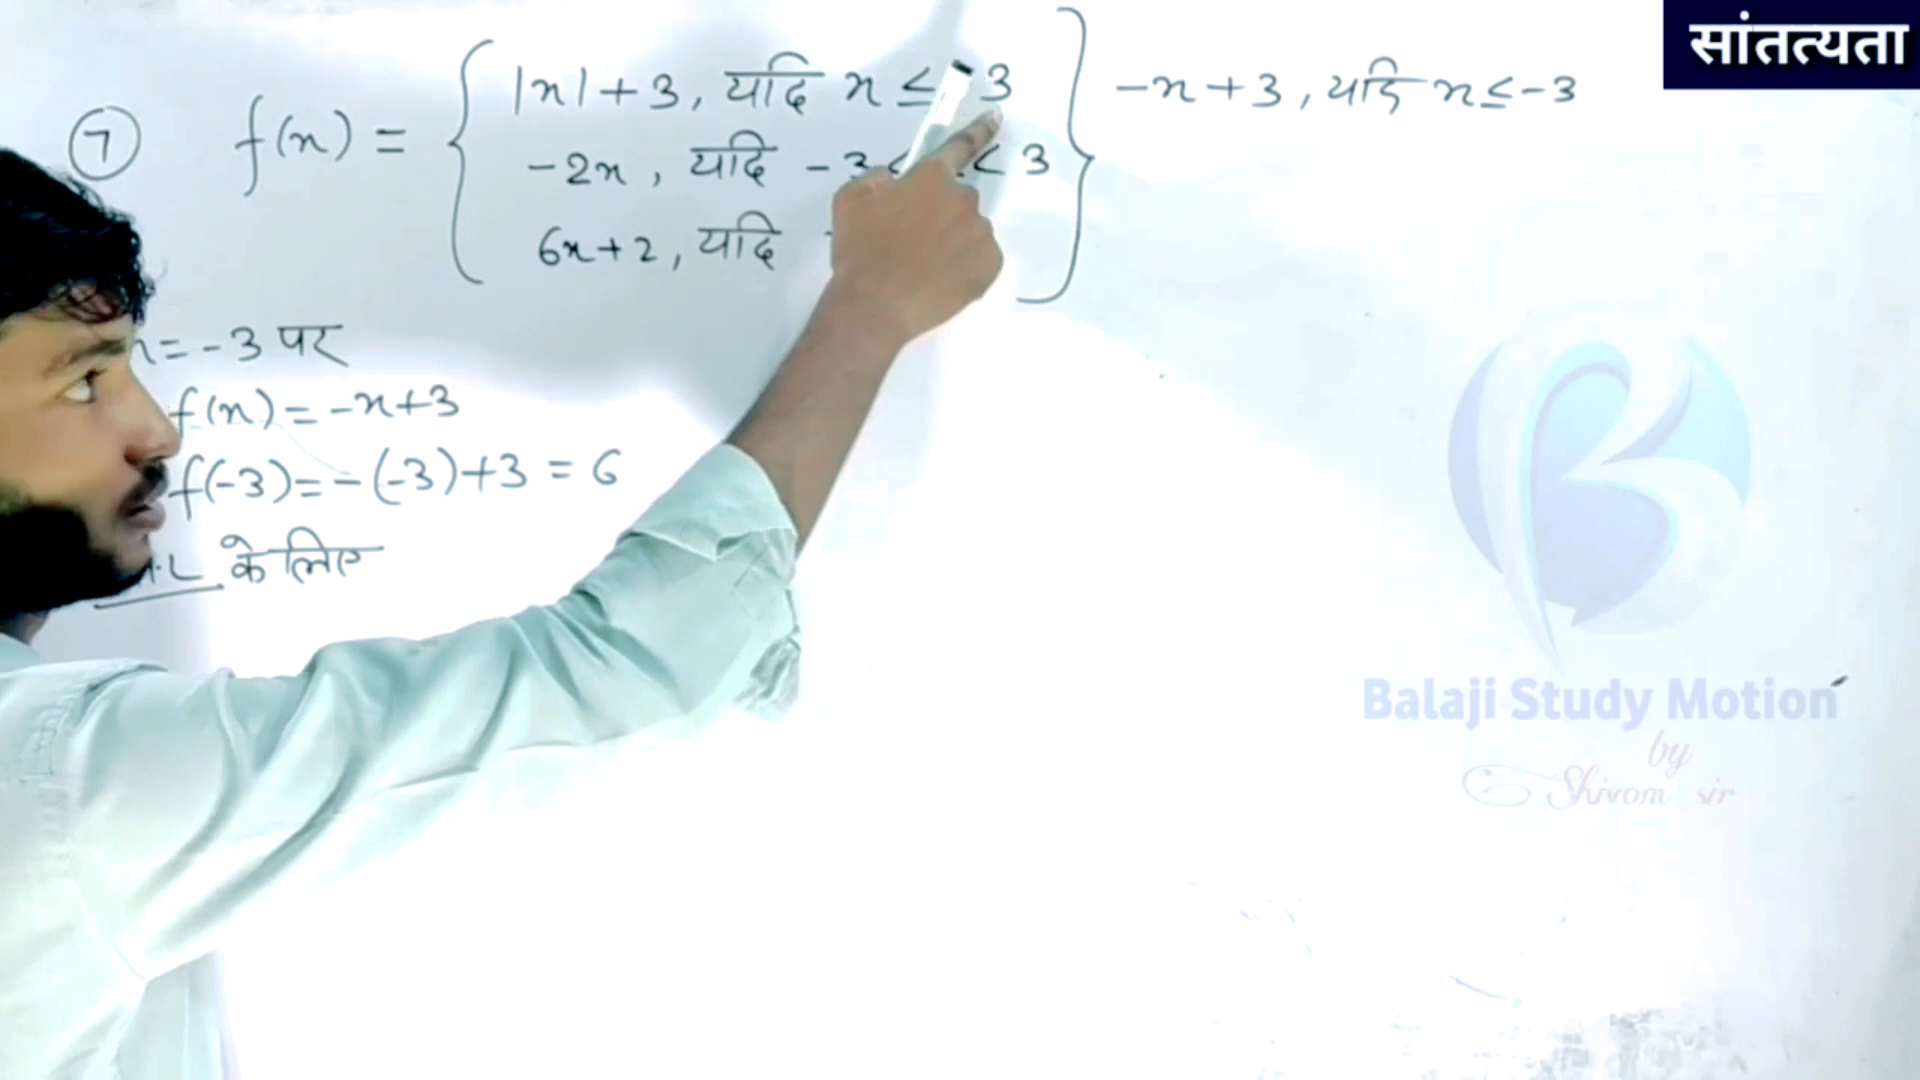 सांतत्यता
⑦ f(x) = { |x|+3, यदि x ≤ 3 } -x+3, यदि x ≤ -3
-2x, यदि -3 < < 3
6x+2, यदि
x = -3 पर
f(x) = -x+3
f(-3) = -(-3)+3 = 6
L के लिए
Balaji Study Motion
by
Shivom sir